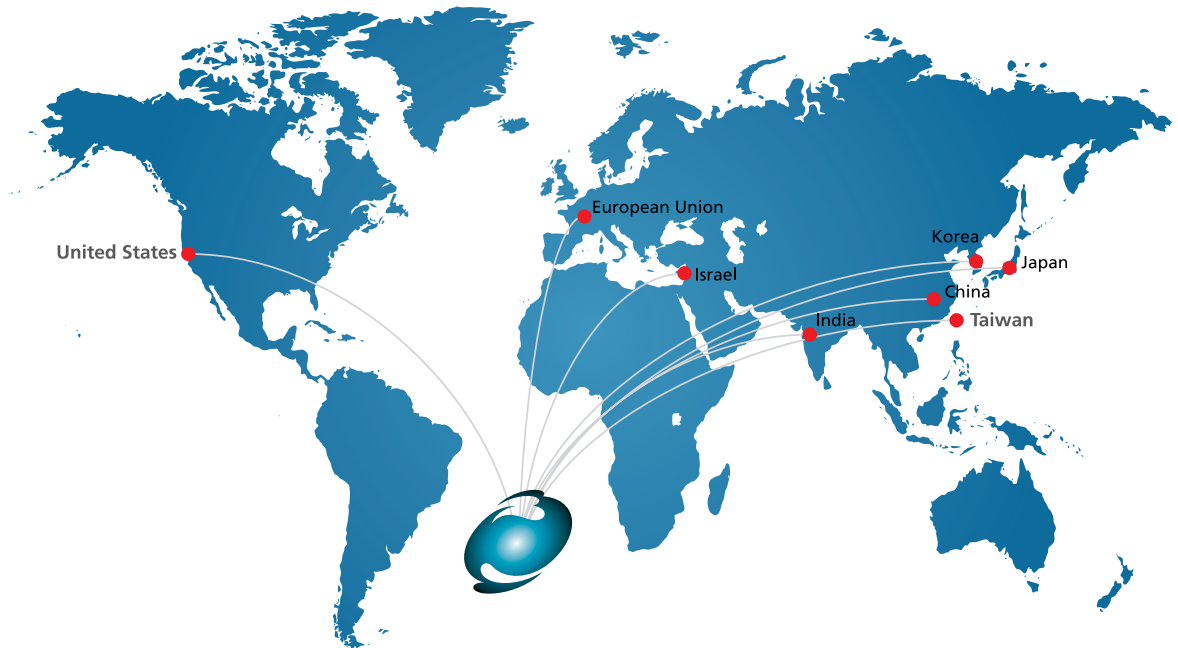 European Union
Korea
United States
Japan
Israel
China
India
Taiwan